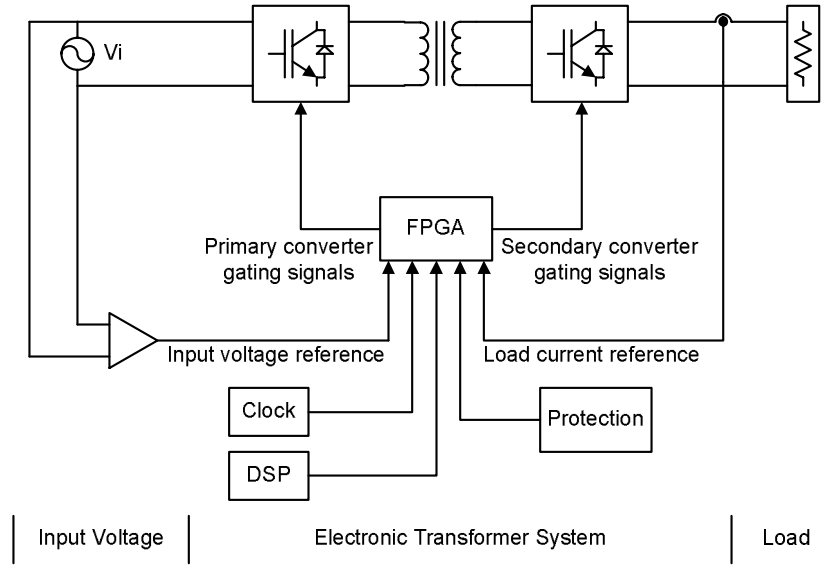 Vi
FPGA
Primary converter
gating signals
Secondary converter
gating signals
Input voltage reference
Load current reference
Clock
Protection
DSP
Input Voltage
Electronic Transformer System
Load